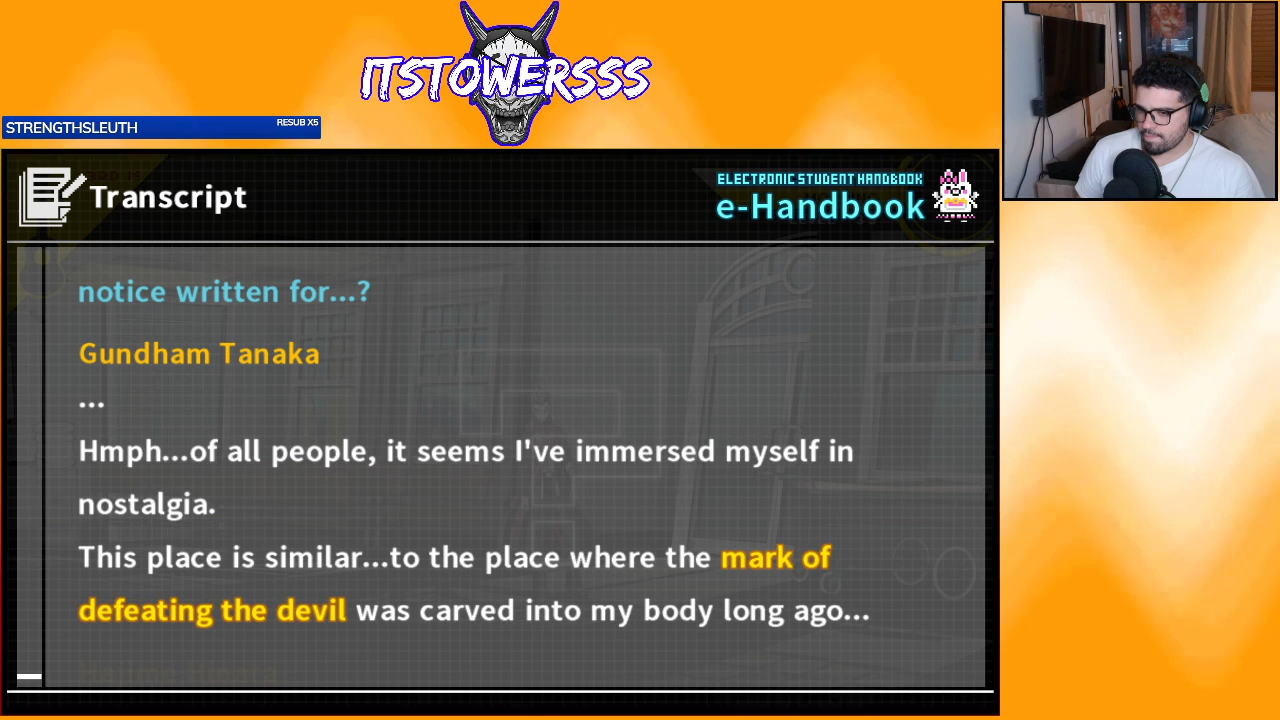 ITSTOWERSSS
STRENGTHSLEUTH
RESUB X5
Transcript
ELECTRONIC STUDENT HANDBOOK
e-Handbook
notice written for...?
Gundham Tanaka
...
Hmph...of all people, it seems I've immersed myself in
nostalgia.
This place is similar...to the place where the mark of
defeating the devil was carved into my body long ago...